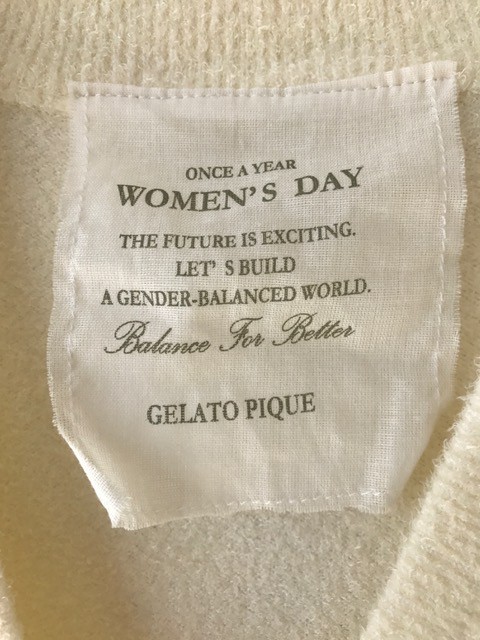 ONCE A YEAR
WOMEN'S DAY
THE FUTURE IS EXCITING.
LET' S BUILD
A GENDER-BALANCED WORLD.
Balance For Better
GELATO PIQUE